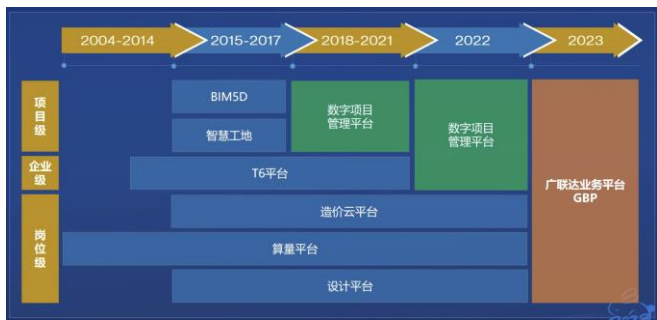 2004-2014
2015-2017
2018-2021
2022
2023
项
目
级
BIM5D
智慧工地
数字项目
管理平台
数字项目
管理平台
企业
级
T6平台
广联达业务平台
GBP
岗
位
级
造价云平台
算量平台
设计平台